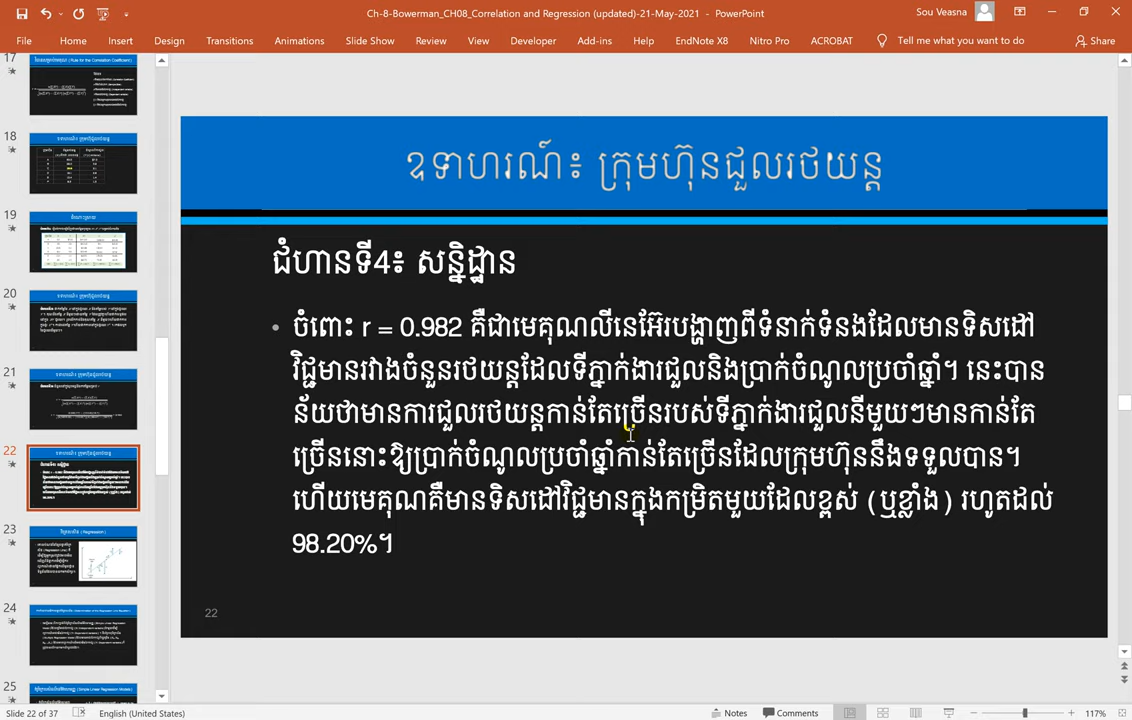 Ch-8-Bowerman_CH08_Correlation and Regression (updated)-21-May-2021 - PowerPoint
Sou Veasna
File Home Insert Design Transitions Animations Slide Show Review View Developer Add-ins Help EndNote X8 Nitro Pro ACROBAT Tell me what you want to do Share
17
18
19
20
21
22
23
24
25
ឧទាហរណ៍៖ ក្រុមហ៊ុនជួលរថយន្ត
ជំហានទី4៖ សន្និដ្ឋាន
• ចំពោះ r = 0.982 គឺជាមេគុណលីនេអ៊ែរបង្ហាញពីទំនាក់ទំនងដែលមានទិសដៅ
វិជ្ជមានរវាងចំនួនរថយន្តដែលទីភ្នាក់ងារជួលនិងប្រាក់ចំណូលប្រចាំឆ្នាំ។ នេះបាន
ន័យថាមានការជួលរថយន្តកាន់តែច្រើនរបស់ទីភ្នាក់ងារជួលនីមួយៗមានកាន់តែ
ច្រើននោះឱ្យប្រាក់ចំណូលប្រចាំឆ្នាំកាន់តែច្រើនដែលក្រុមហ៊ុននឹងទទួលបាន។
ហើយមេគុណគឺមានទិសដៅវិជ្ជមានក្នុងកម្រិតមួយដែលខ្ពស់ (ឬខ្លាំង) រហូតដល់
98.20%។
22
Slide 22 of 37 English (United States) Notes Comments 117%